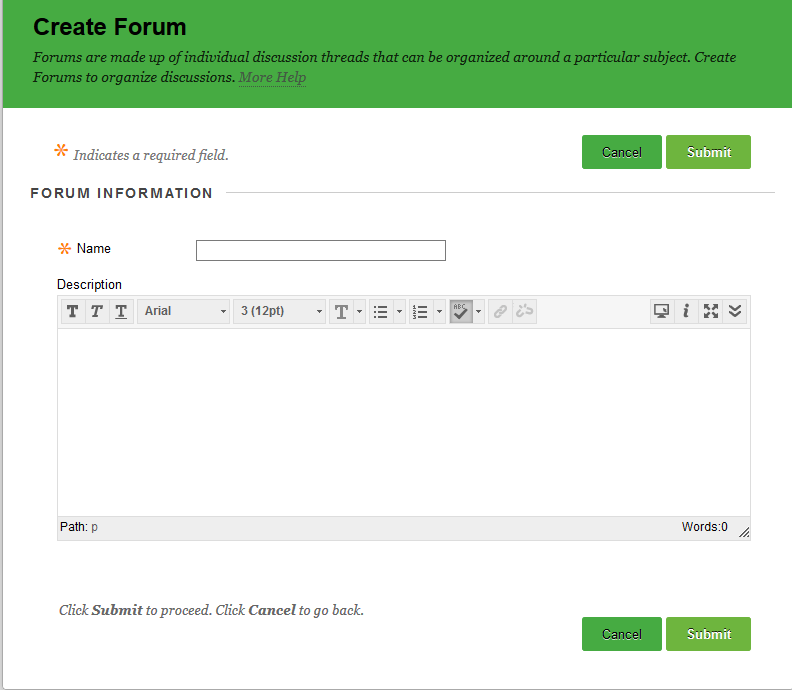 Create Forum
Forums are made up of individual discussion threads that can be organized around a particular subject. Create
Forums to organize discussions. More Help
* Indicates a required field.
Cancel Submit
FORUM INFORMATION
* Name
Description
T T T Arial 3 (12pt) T ABC i
Path: p Words:0
Click Submit to proceed. Click Cancel to go back.
Cancel Submit